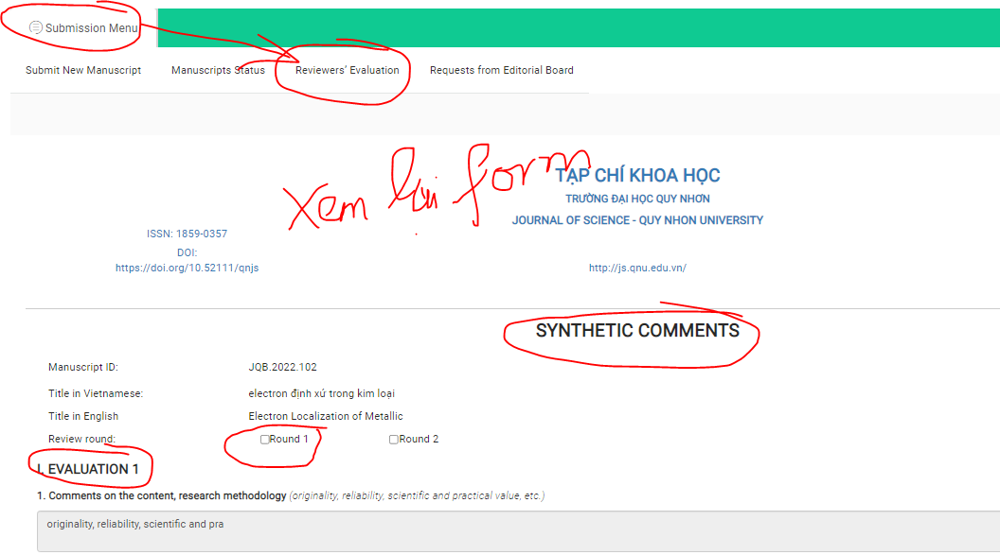 Submission Menu
Submit New Manuscript Manuscripts Status Reviewers' Evaluation Requests from Editorial Board
Xem lại form
TẠP CHÍ KHOA HỌC
TRƯỜNG ĐẠI HỌC QUY NHƠN
JOURNAL OF SCIENCE - QUY NHON UNIVERSITY
ISSN: 1859-0357
DOI:
https://doi.org/10.52111/qnjs http://js.qnu.edu.vn/
SYNTHETIC COMMENTS
Manuscript ID: JQB.2022.102
Title in Vietnamese: electron định xứ trong kim loại
Title in English Electron Localization of Metallic
Review round: Round 1 Round 2
I. EVALUATION 1
1. Comments on the content, research methodology (originality, reliability, scientific and practical value, etc.)
originality, reliability, scientific and pra